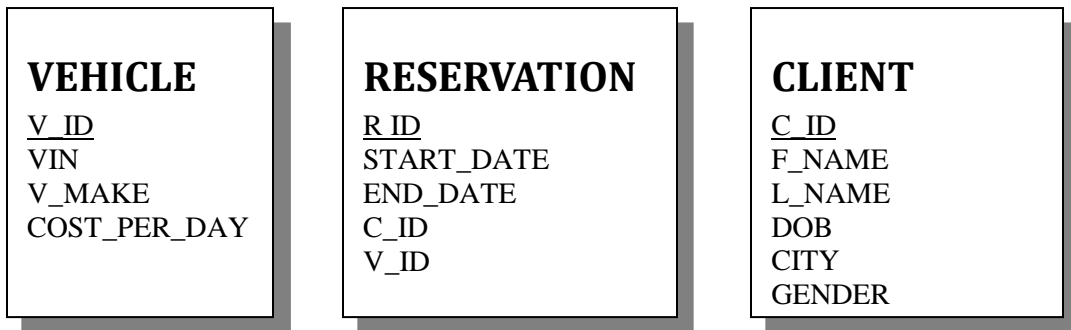 VEHICLE
V_ID
VIN
V_MAKE
COST_PER_DAY
RESERVATION
R ID
START_DATE
END_DATE
C_ID
V_ID
CLIENT
C_ID
F_NAME
L_NAME
DOB
CITY
GENDER